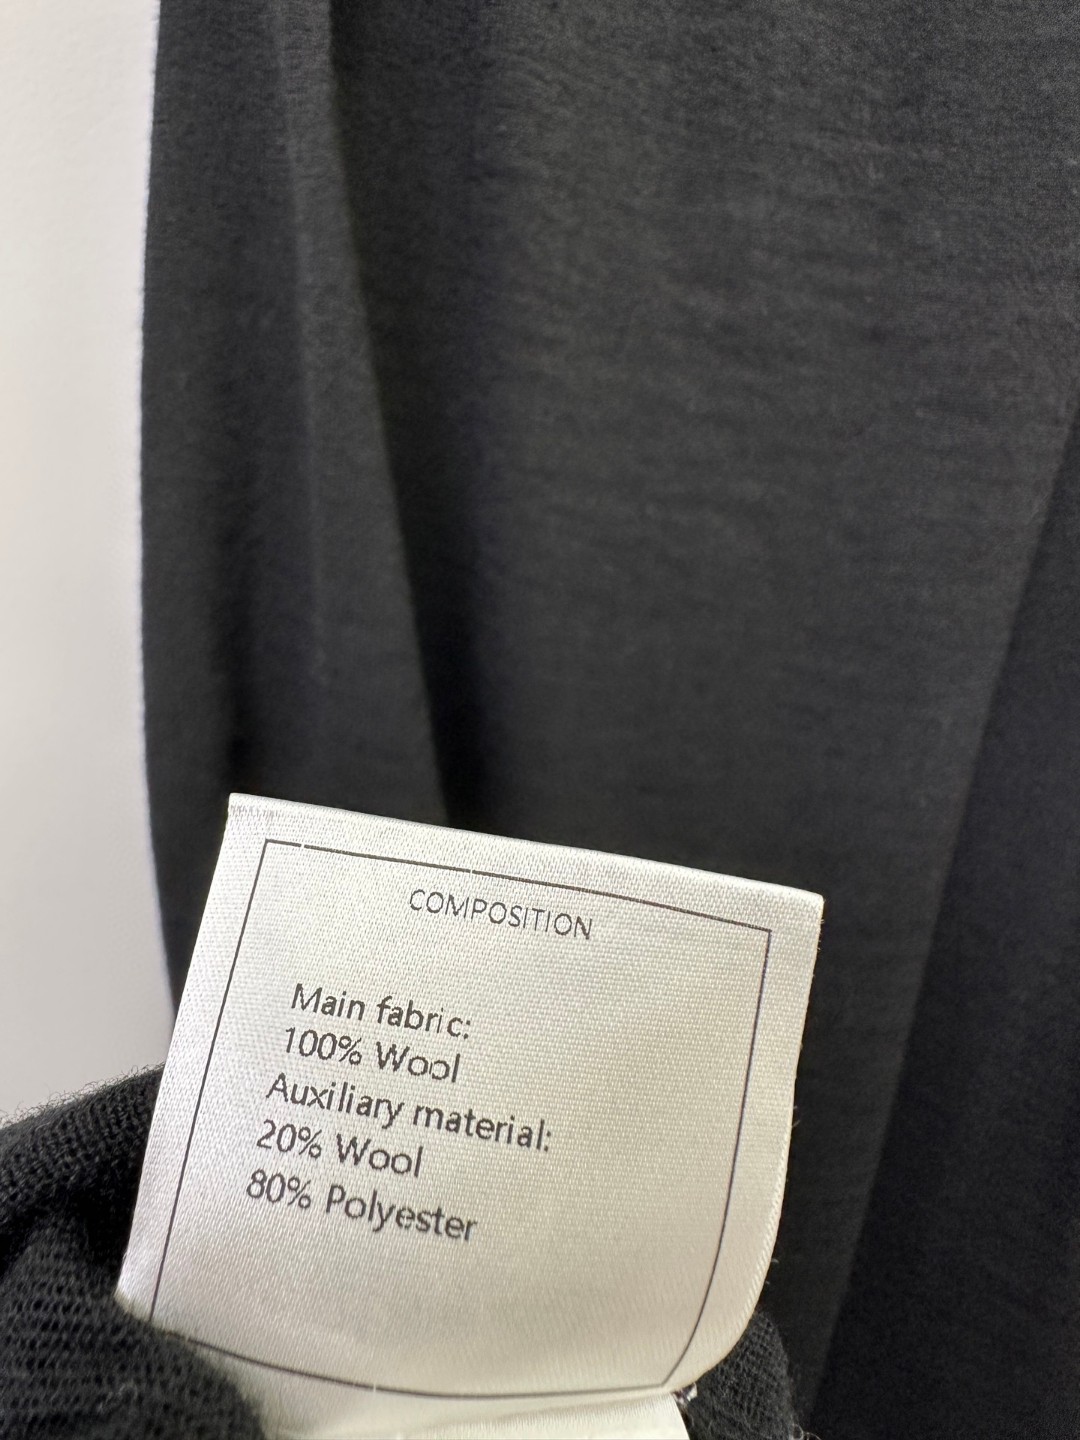 COMPOSITION
Main fabric:
100% Wool
Auxiliary material:
20% Wool
80% Polyester